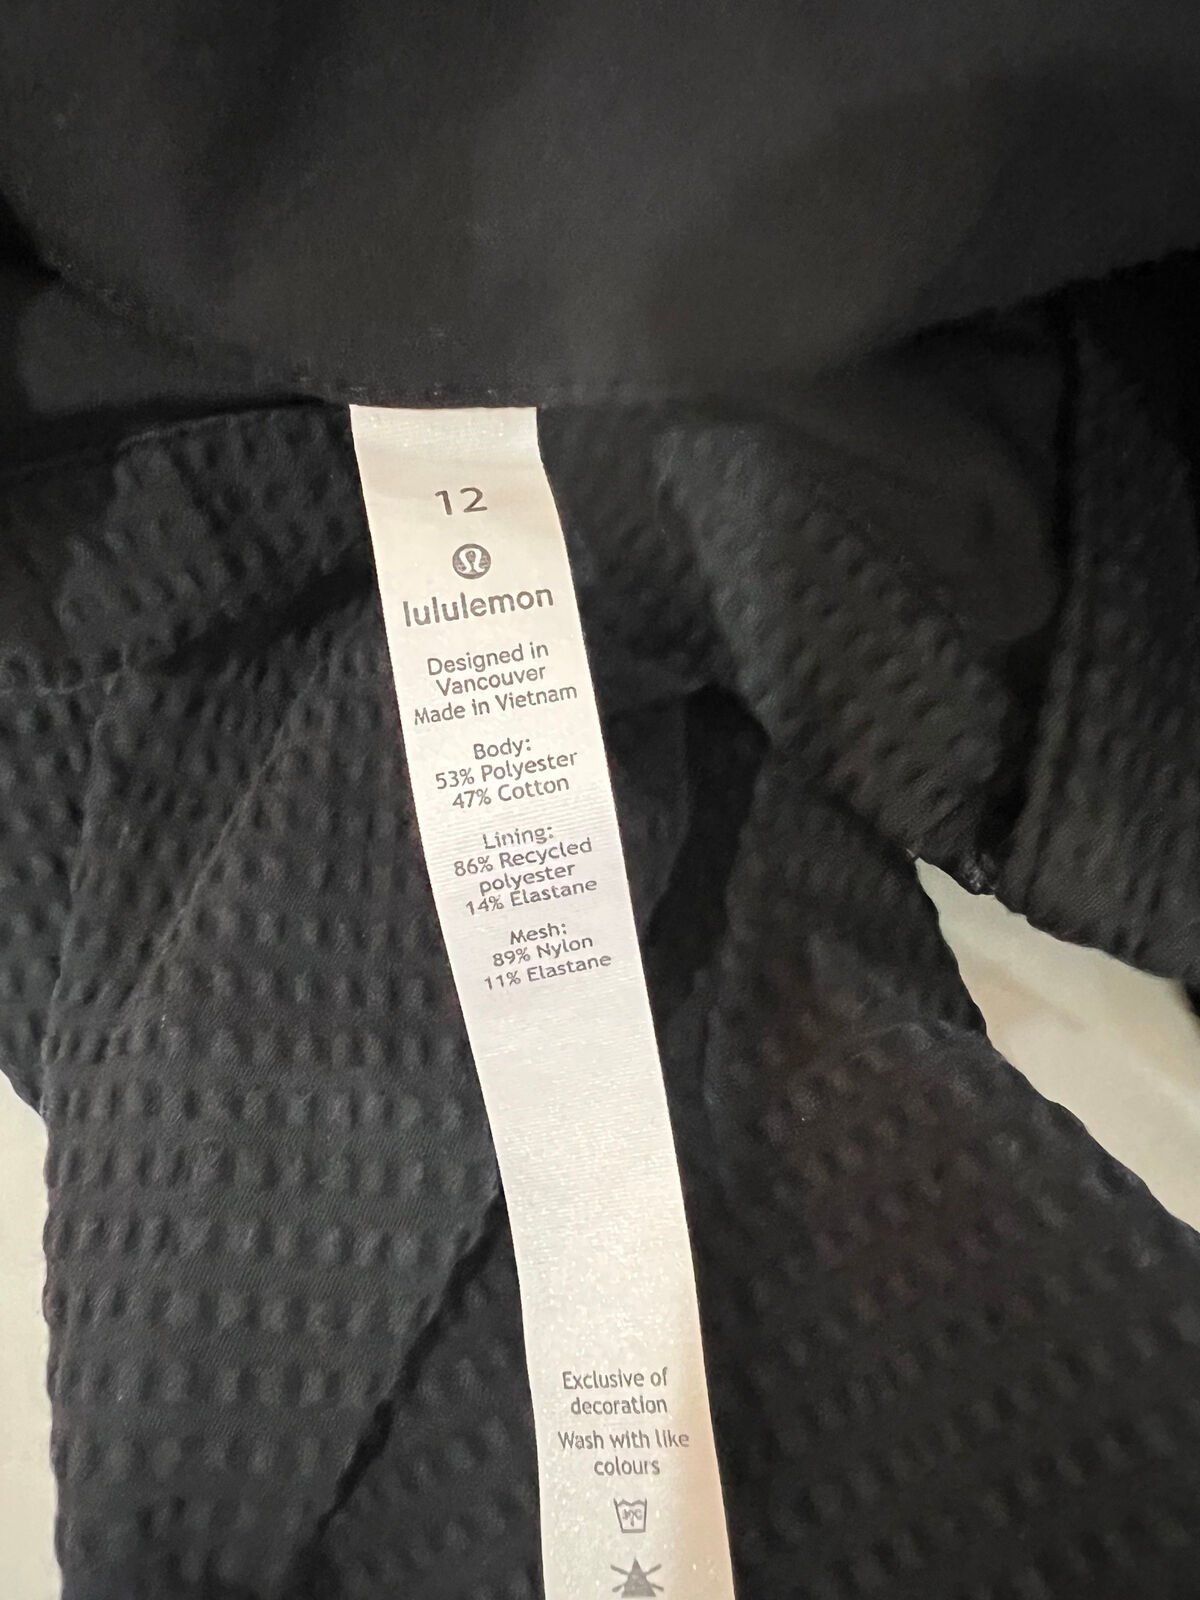 12
lululemon
Designed in
Vancouver
Made in Vietnam
Body:
53% Polyester
47% Cotton
Lining:
86% Recycled
polyester
14% Elastane
Mesh:
89% Nylon
11% Elastane
Exclusive of
decoration
Wash with like
colours
30°C